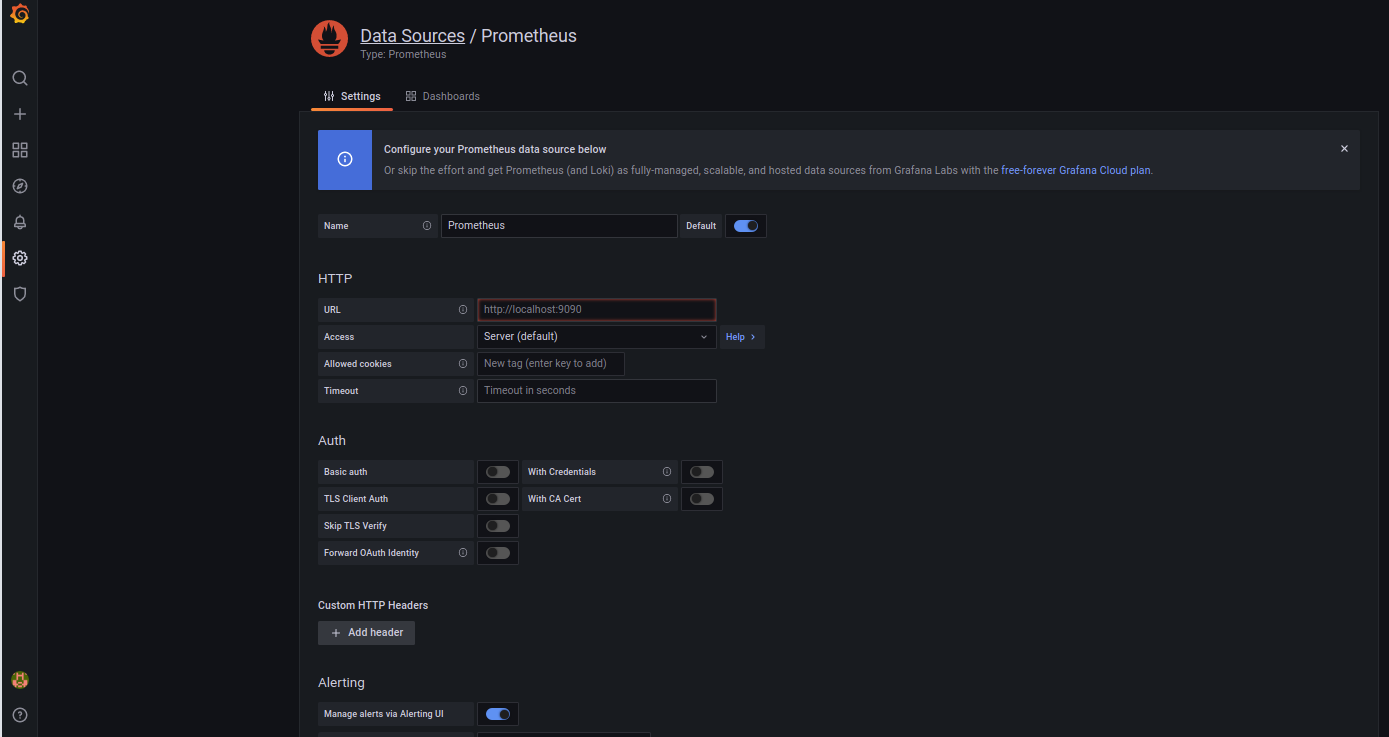 Data Sources / Prometheus
Type: Prometheus
Settings Dashboards
Configure your Prometheus data source below
Or skip the effort and get Prometheus (and Loki) as fully-managed, scalable, and hosted data sources from Grafana Labs with the free-forever Grafana Cloud plan.
Name Prometheus Default
HTTP
URL http://localhost:9090
Access Server (default) Help >
Allowed cookies New tag (enter key to add)
Timeout Timeout in seconds
Auth
Basic auth With Credentials
TLS Client Auth With CA Cert
Skip TLS Verify
Forward OAuth Identity
Custom HTTP Headers
+ Add header
Alerting
Manage alerts via Alerting UI